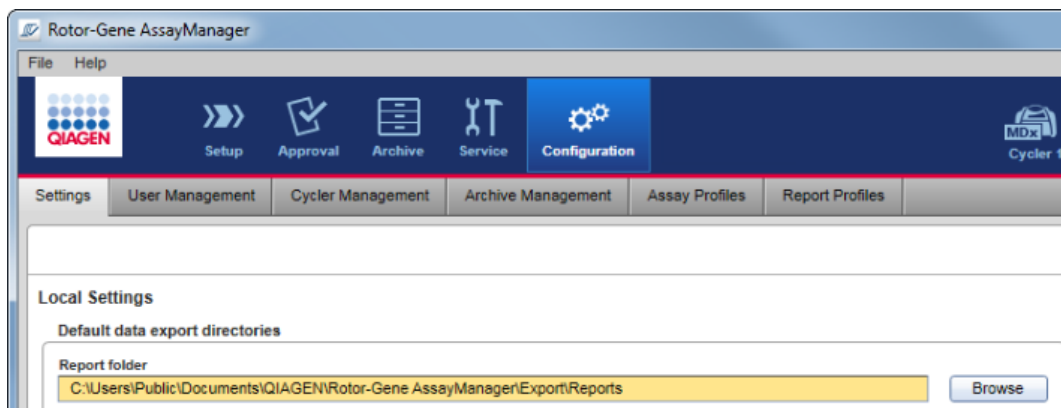 Rotor-Gene AssayManager
File Help
QIAGEN
Setup Approval Archive Service Configuration
MDx
Cycler 1
Settings User Management Cycler Management Archive Management Assay Profiles Report Profiles
Local Settings
Default data export directories
Report folder
C:\Users\Public\Documents\QIAGEN\Rotor-Gene AssayManager\Export\Reports Browse